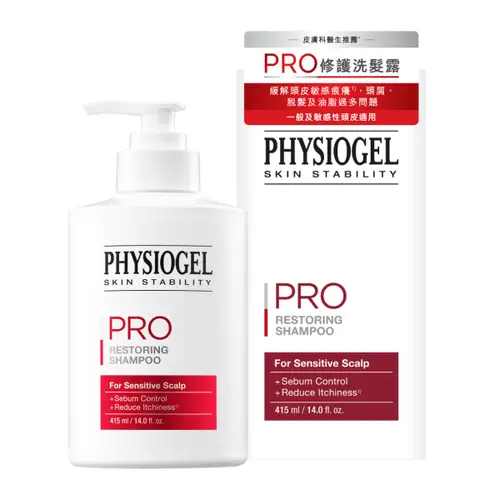 PHYSIOGEL
SKIN STABILITY
PRO
RESTORING
SHAMPOO
For Sensitive Scalp
+Sebum Control
+Reduce Itchiness¹⁾
415 ml / 14.0 fl. oz.
皮膚科醫生推薦*
PRO修護洗髮露
緩解頭皮敏感痕癢¹⁾，頭屑，
脫髮及油脂過多問題
一般及敏感性頭皮適用
PHYSIOGEL
SKIN STABILITY
PRO
RESTORING
SHAMPOO
For Sensitive Scalp
+Sebum Control
+Reduce Itchiness¹⁾
415 ml / 14.0 fl. oz.